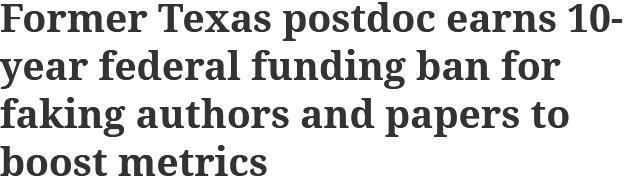 Former Texas postdoc earns 10-
year federal funding ban for
faking authors and papers to
boost metrics